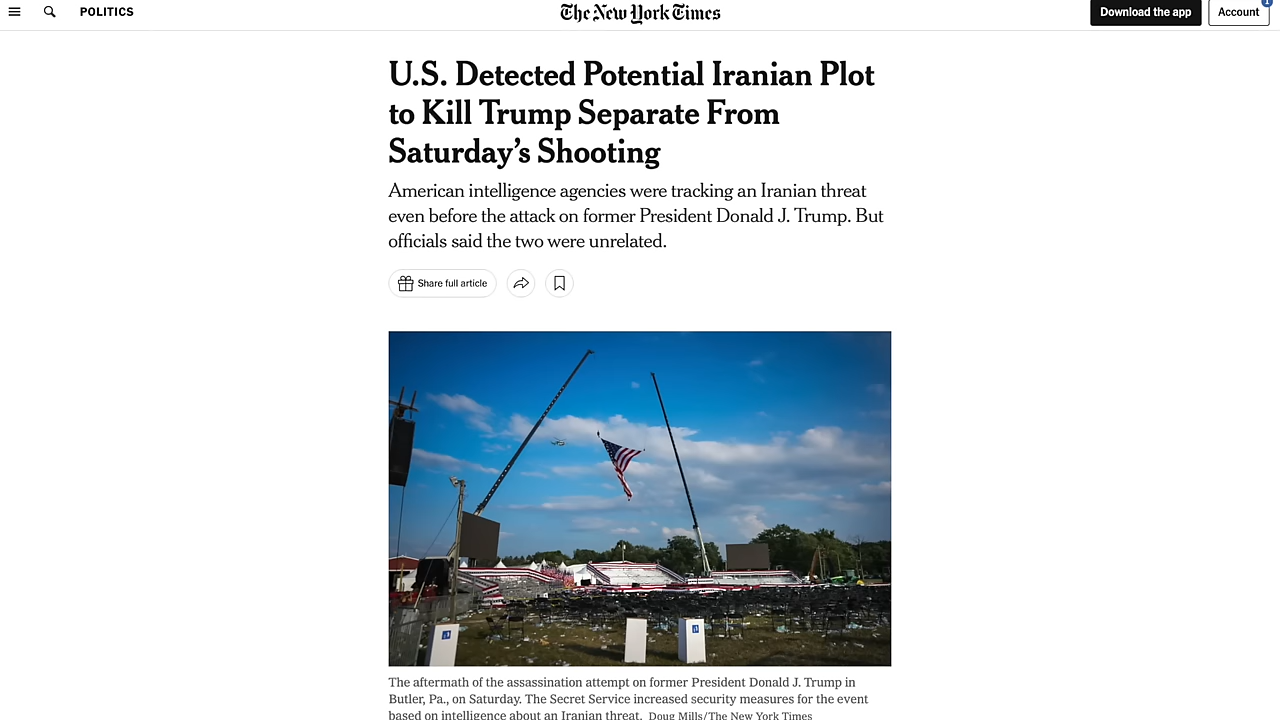 POLITICS
The New York Times
Download the app
Account
1
U.S. Detected Potential Iranian Plot
to Kill Trump Separate From
Saturday’s Shooting
American intelligence agencies were tracking an Iranian threat
even before the attack on former President Donald J. Trump. But
officials said the two were unrelated.
Share full article
The aftermath of the assassination attempt on former President Donald J. Trump in
Butler, Pa., on Saturday. The Secret Service increased security measures for the event
based on intelligence about an Iranian threat. Doug Mills/The New York Times